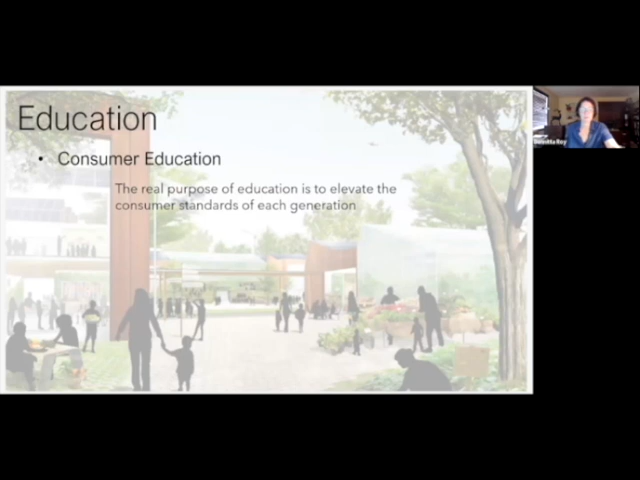 Education
• Consumer Education
The real purpose of education is to elevate the
consumer standards of each generation